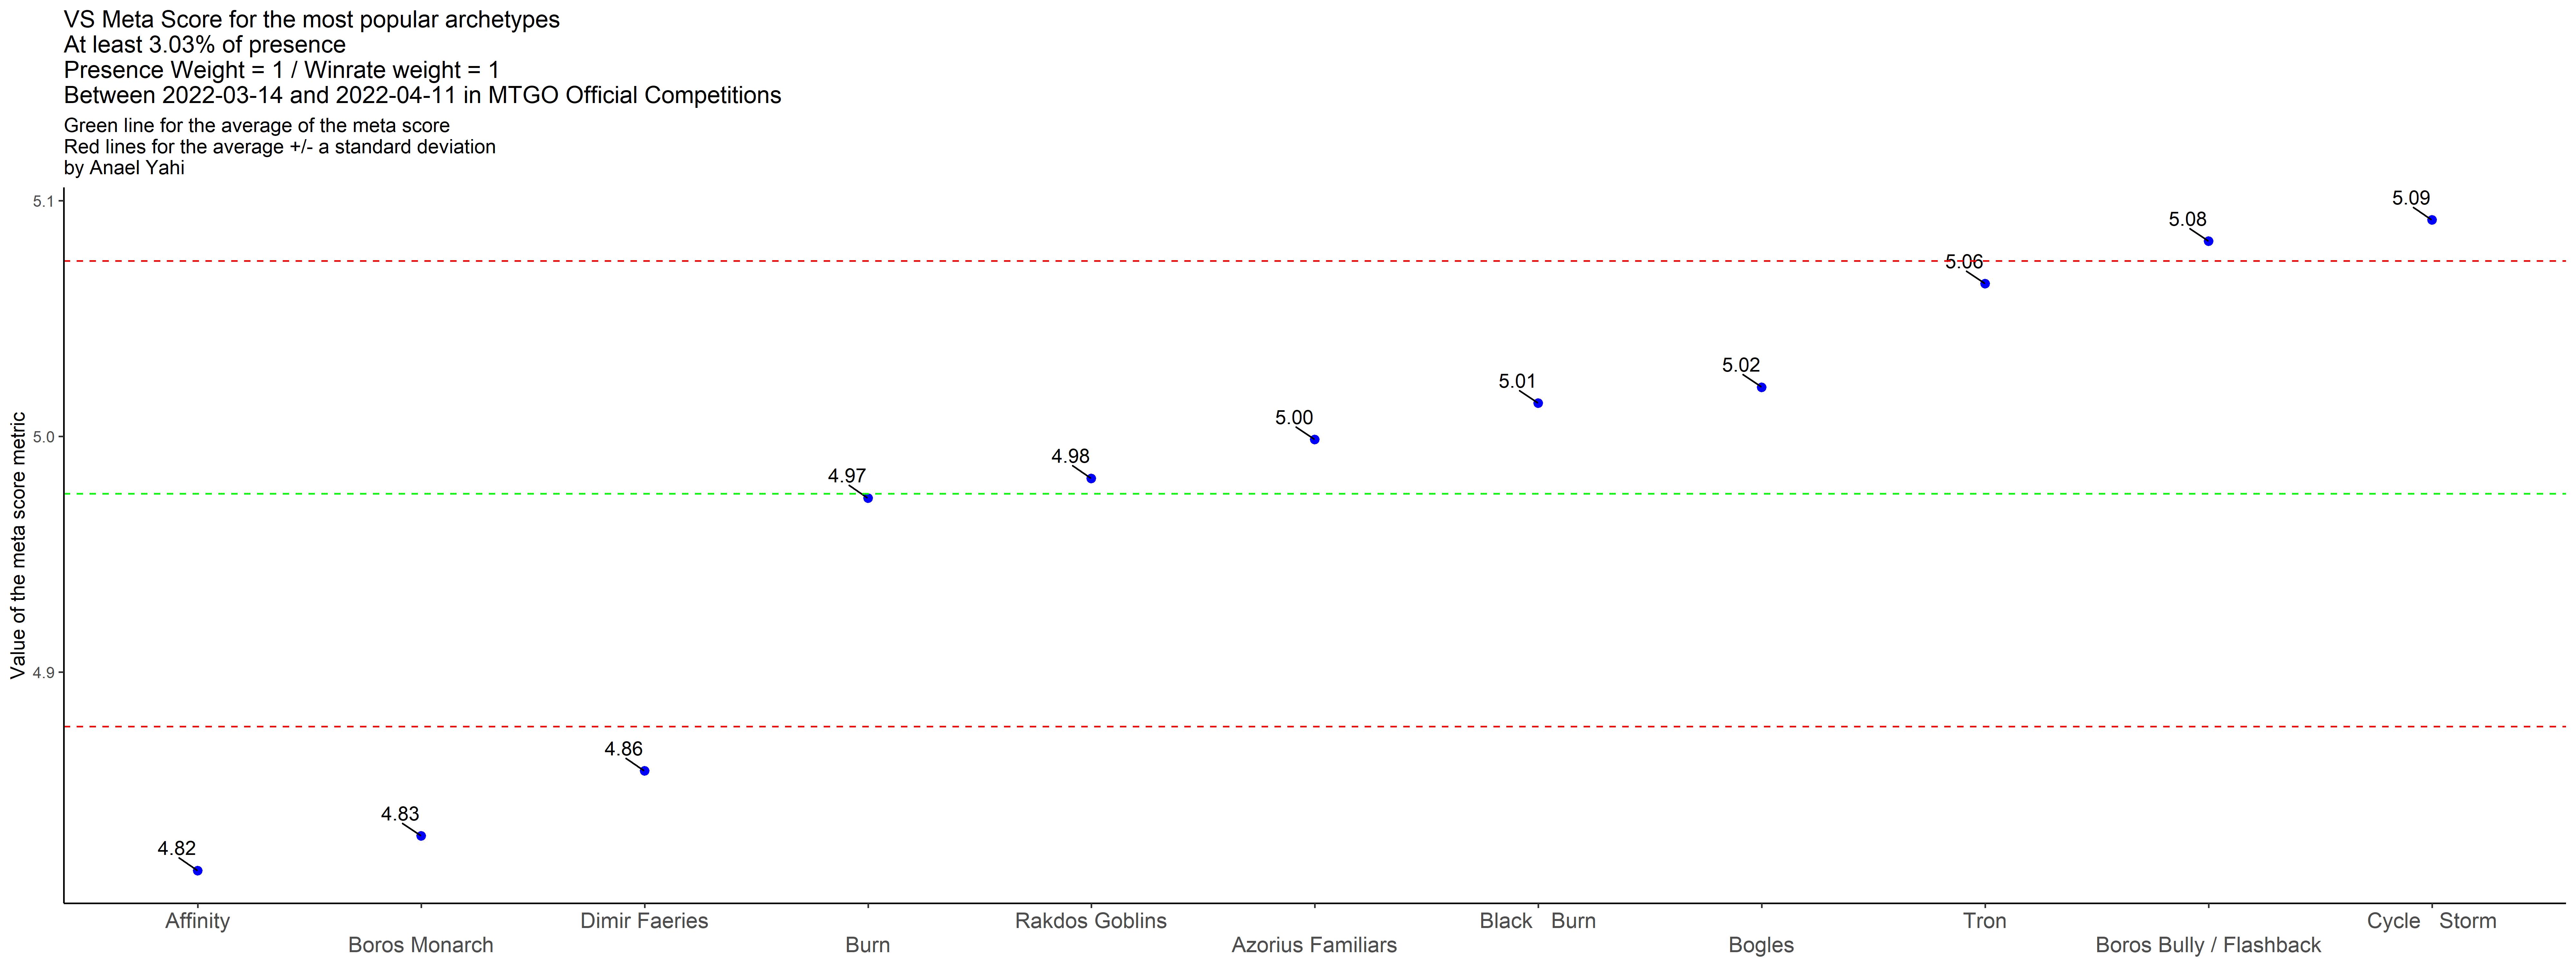 VS Meta Score for the most popular archetypes
At least 3.03% of presence
Presence Weight = 1 / Winrate weight = 1
Between 2022-03-14 and 2022-04-11 in MTGO Official Competitions
Green line for the average of the meta score
Red lines for the average +/- a standard deviation
by Anael Yahi
Value of the meta score metric
5.1
5.0
4.9
4.82
4.83
4.86
4.97
4.98
5.00
5.01
5.02
5.06
5.08
5.09
Affinity
Boros Monarch
Dimir Faeries
Burn
Rakdos Goblins
Azorius Familiars
Black Burn
Bogles
Tron
Boros Bully / Flashback
Cycle Storm